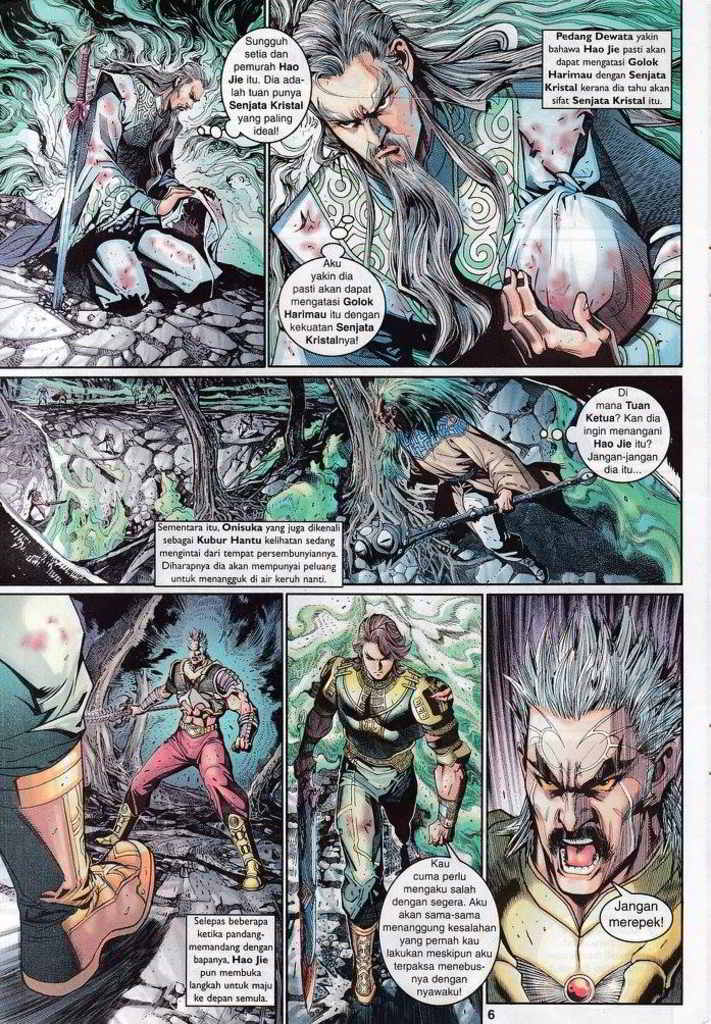 Sungguh
setia dan
pemurah Hao
Jie itu. Dia ada-
lah tuan punya
Senjata Kristal
yang paling
ideal!
Pedang Dewata yakin
bahawa Hao Jie pasti akan
dapat mengatasi Golok
Harimau dengan Senjata
Kristal kerana dia tahu akan
sifat Senjata Kristal itu.
Aku
yakin dia
pasti akan dapat
mengatasi Golok
Harimau itu dengan
kekuatan Senjata
Kristalnya!
Di
mana Tuan
Ketua? Kan dia
ingin menangani
Hao Jie itu?
Jangan-jangan
dia itu...
Sementara itu, Onisuka yang juga dikenali
sebagai Kubur Hantu kelihatan sedang
mengintai dari tempat persembunyiannya.
Diharapnya dia akan mempunyai peluang
untuk menangguk di air keruh nanti.
Selepas beberapa
ketika pandang-
memandang dengan
bapanya, Hao Jie
pun membuka
langkah untuk maju
ke depan semula.
Kau
kamu perlu
mengaku salah
dengan segera. Aku
akan sama-sama
menanggung kesalahan
yang pernah kau
lakukan meskipun aku
terpaksa menebus-
nya dengan
nyawaku!
Jangan
merepek!
6